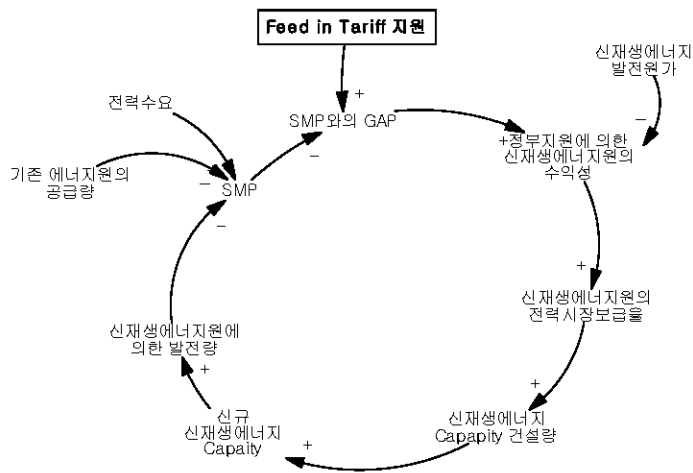 Feed in Tariff 지원
신재생에너지
발전원가
전력수요
+
SMP와의 GAP
−
+정부지원에 의한
신재생에너지원의
수익성
−
기존 에너지원의
공급량
−
SMP
−
+
신재생에너지원의
전력시장보급율
신재생에너지원에
의한 발전량
+
+
신규
신재생에너지
Capaity
+
신재생에너지
Capapity 건설량